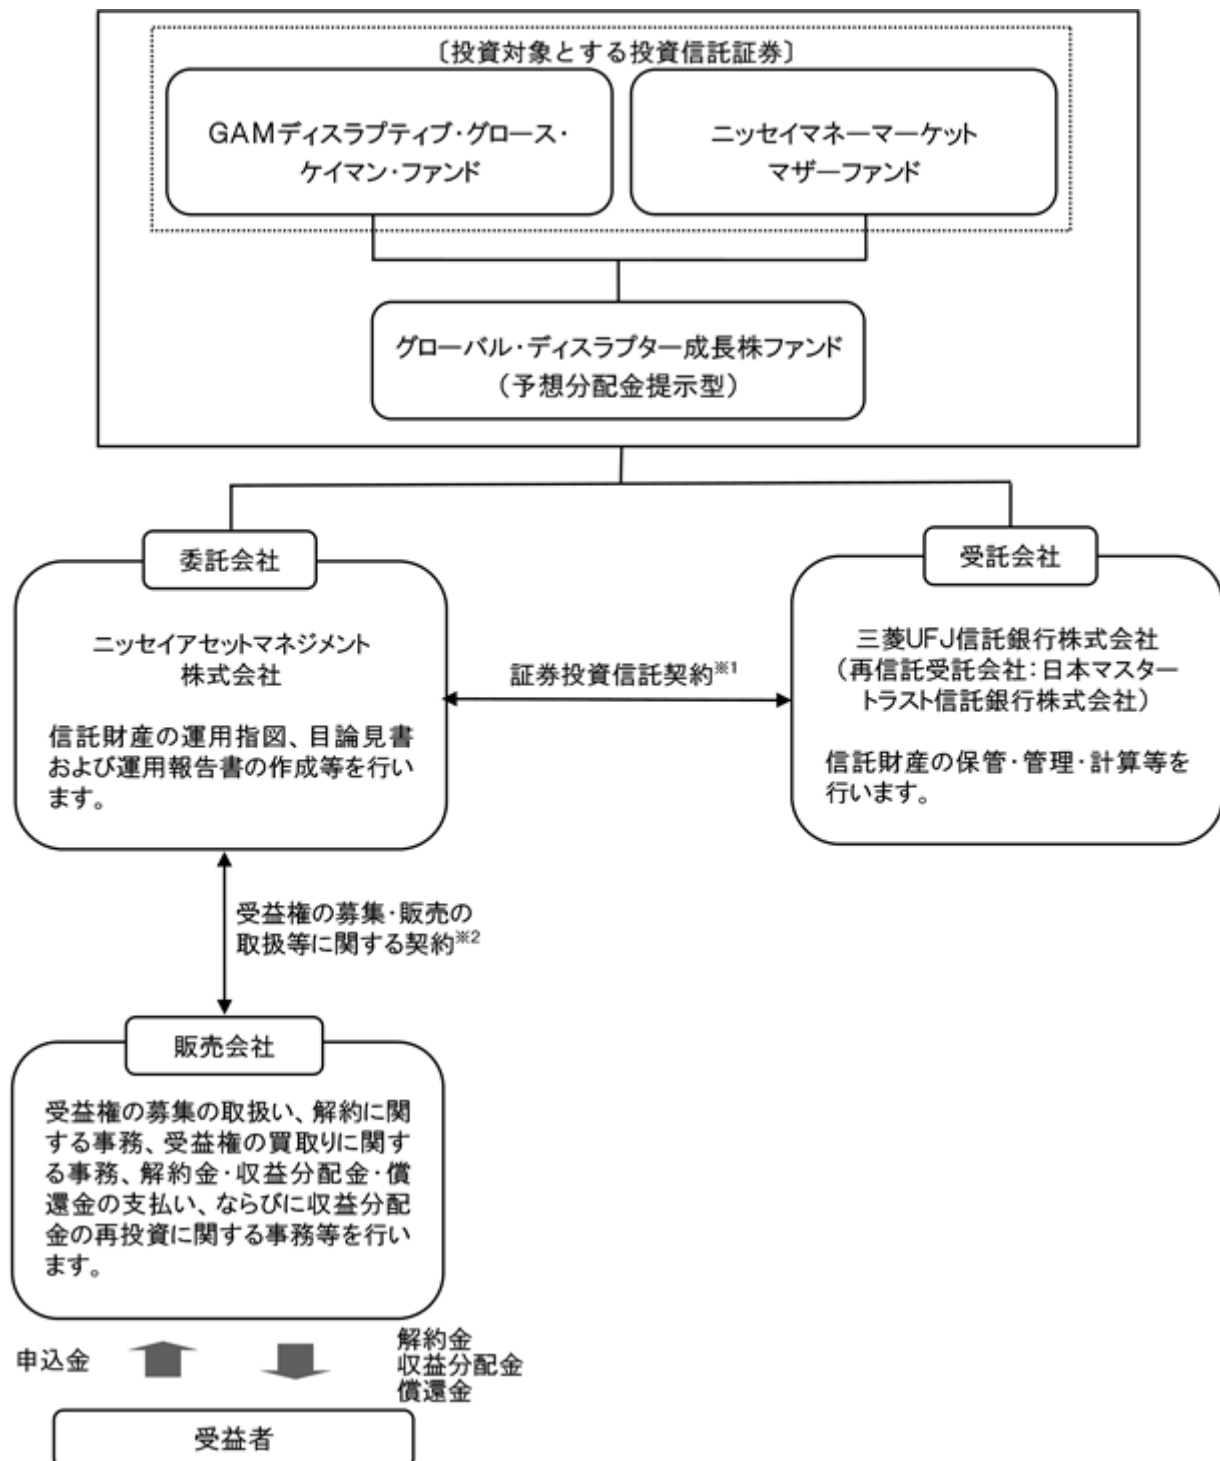 〔投資対象とする投資信託証券〕
GAMディスラプティブ・グロース・
ケイマン・ファンド
ニッセイマネーマーケット
マザーファンド
グローバル・ディスラプター成長株ファンド
（予想分配金提示型）
委託会社
ニッセイアセットマネジメント
株式会社
信託財産の運用指図、目論見書
および運用報告書の作成等を行い
ます。
証券投資信託契約※1
受託会社
三菱UFJ信託銀行株式会社
（再信託受託会社：日本マスター
トラスト信託銀行株式会社）
信託財産の保管・管理・計算等を
行います。
受益権の募集・販売の
取扱等に関する契約※2
販売会社
受益権の募集の取扱い、解約に関
する事務、受益権の買取りに関す
る事務、解約金・収益分配金・償
還金の支払い、ならびに収益分配
金の再投資に関する事務等を行い
ます。
申込金
解約金
収益分配金
償還金
受益者